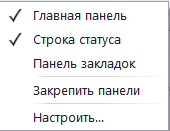 Главная панель
Строка статуса
Панель закладок
Закрепить панели
Настроить...